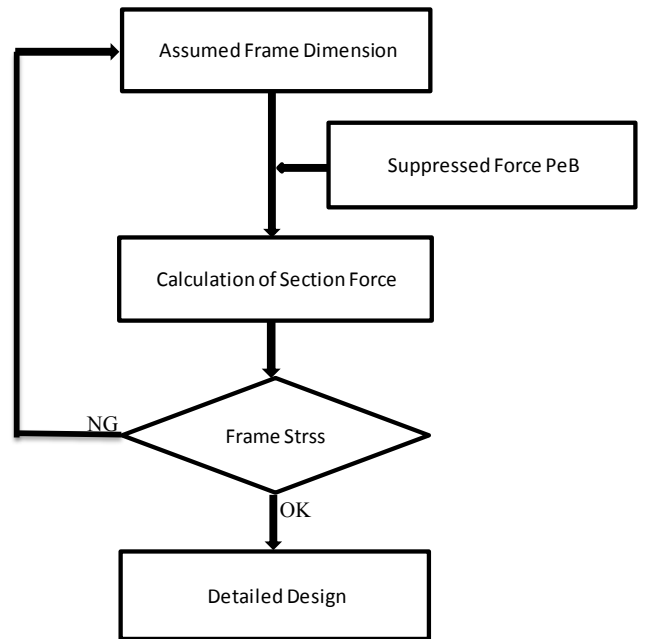 Assumed Frame Dimension
Suppressed Force PeB
Calculation of Section Force
Frame Strss
NG
OK
Detailed Design